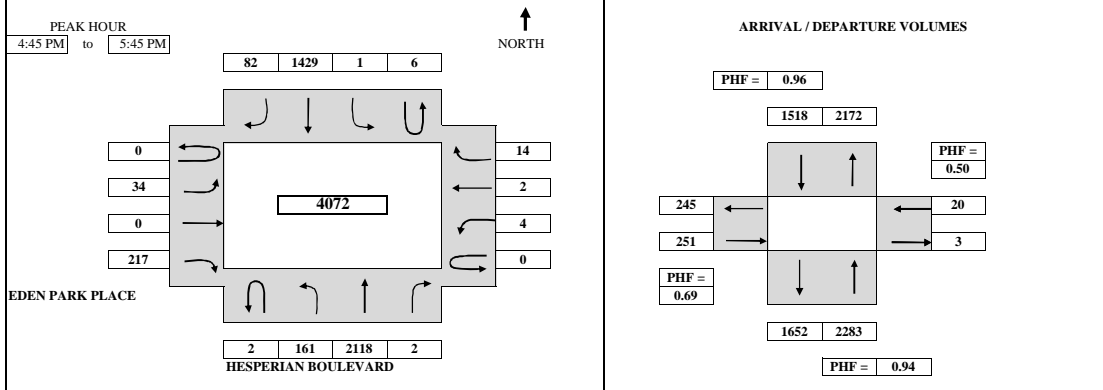 PEAK HOUR
4:45 PM to 5:45 PM
NORTH
82 1429 1 6
0 14
34 2
4072
0 4
217 0
EDEN PARK PLACE
2 161 2118 2
HESPERIAN BOULEVARD
ARRIVAL / DEPARTURE VOLUMES
PHF = 0.96
1518 2172
PHF =
0.50
245 20
251 3
PHF =
0.69
1652 2283
PHF = 0.94